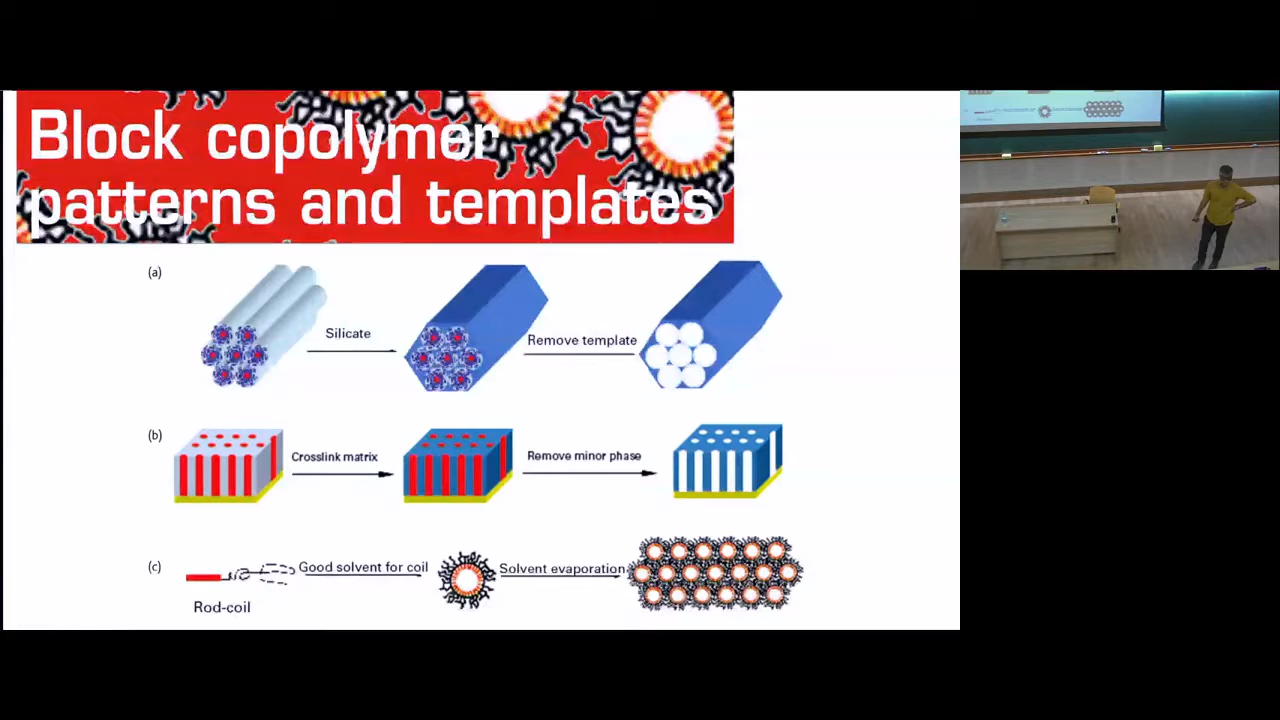 Block copolymer
patterns and templates
(a)
Silicate
Remove template
(b)
Crosslink matrix
Remove minor phase
(c)
Good solvent for coil
Solvent evaporation
Rod-coil